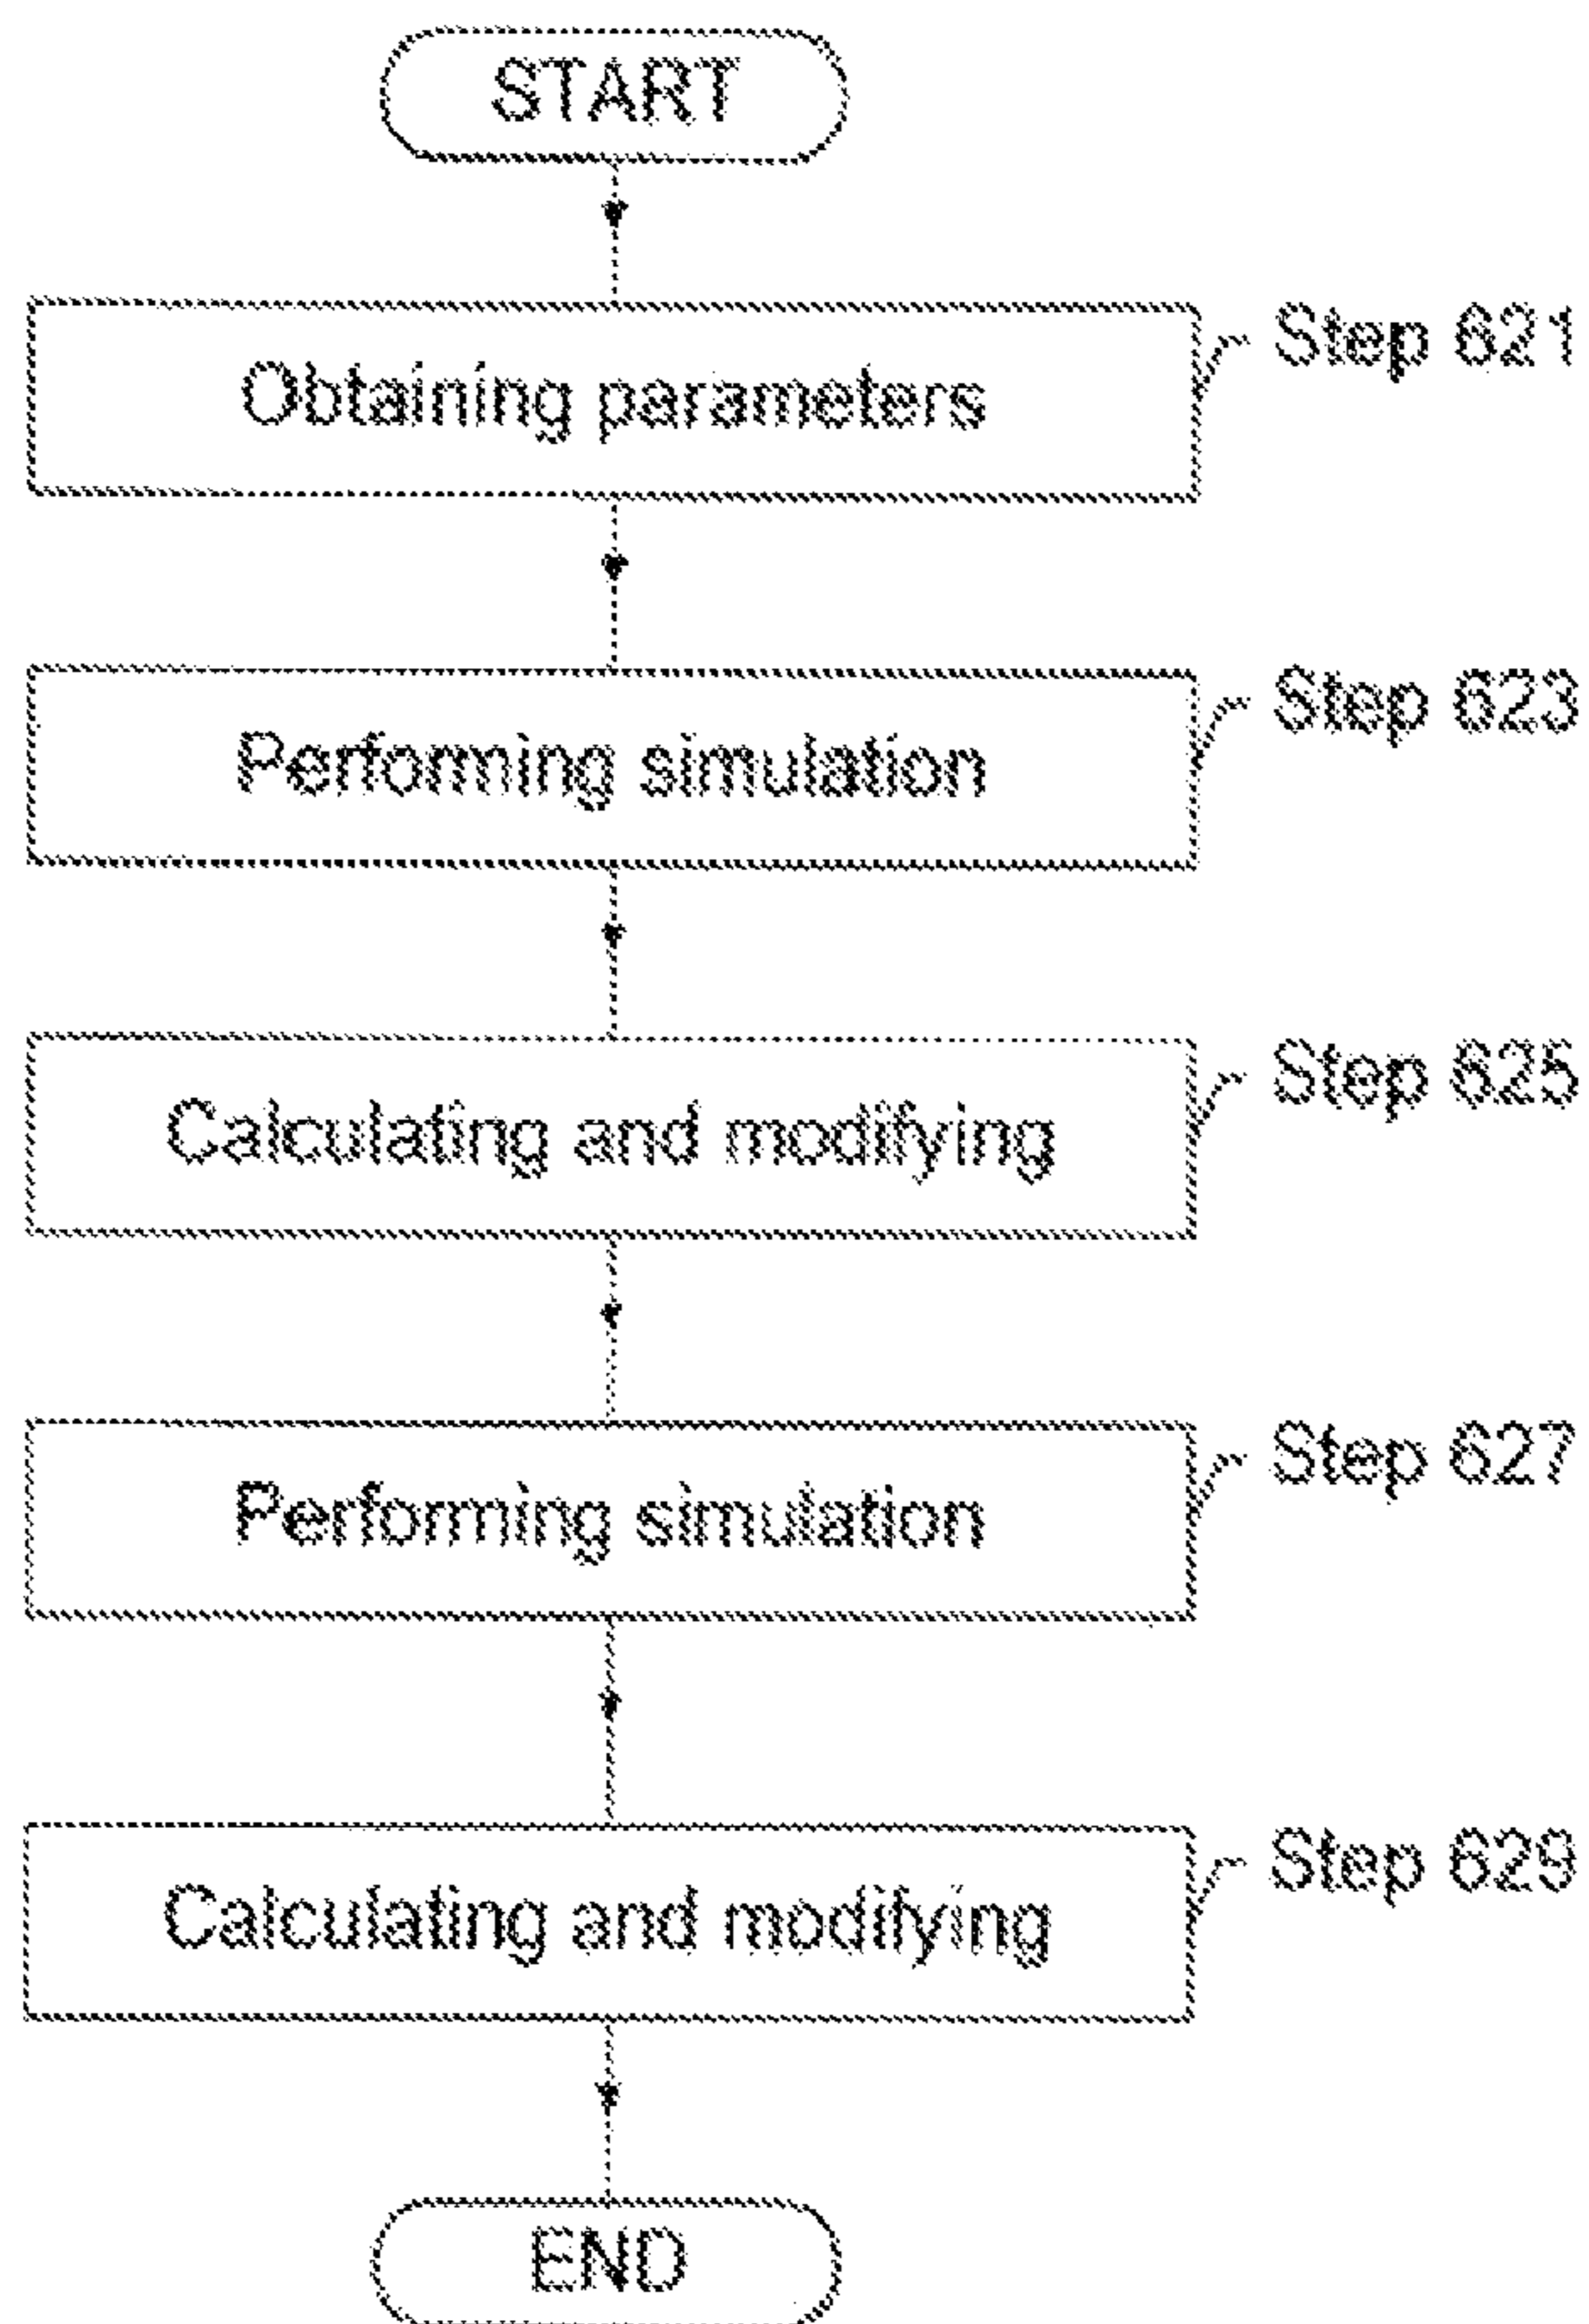 START
Obtaining parameters
Step 621
Performing simulation
Step 623
Calculating and modifying
Step 625
Performing simulation
Step 627
Calculating and modifying
Step 629
END